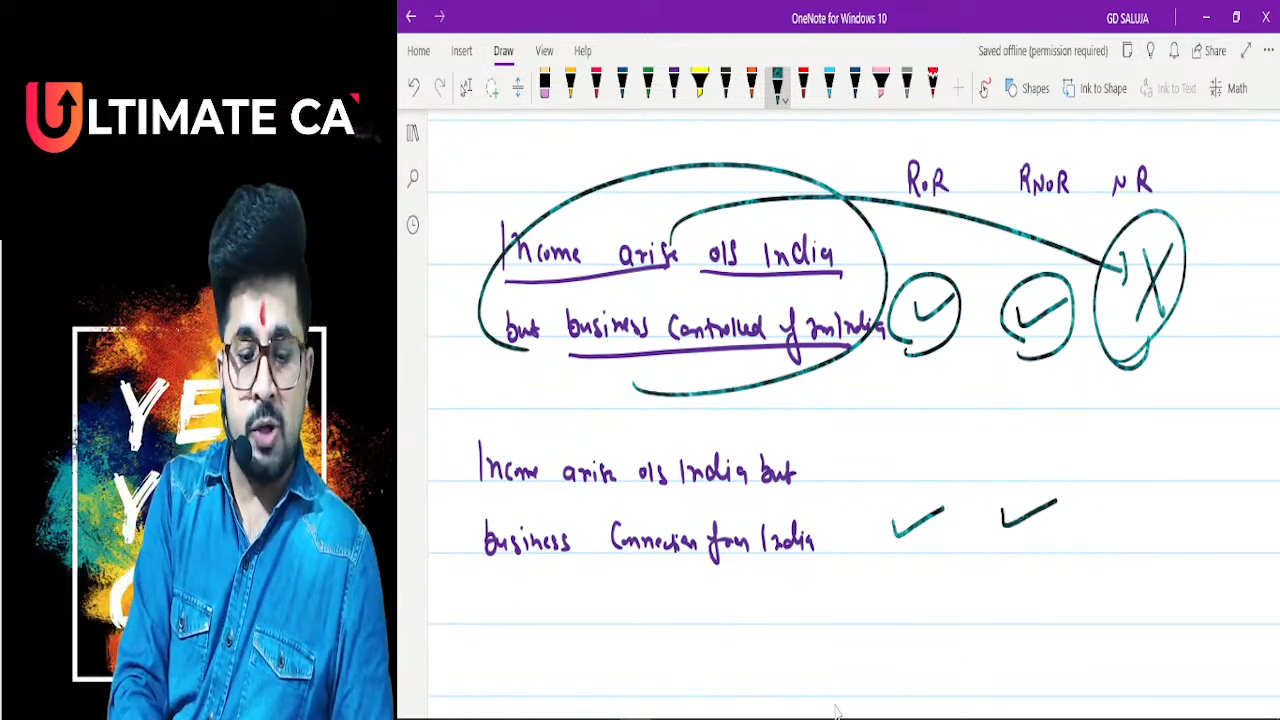 ULTIMATE CA
YE
Y
OneNote for Windows 10
GD SALUJA
Home Insert Draw View Help
Saved offline (permission required)
Share
Shapes
Ink to Shape
Ink to Text
Math
ROR RNOR NR
Income arise o/s India
but business controlled from India
Income arise o/s India but
business connection from India